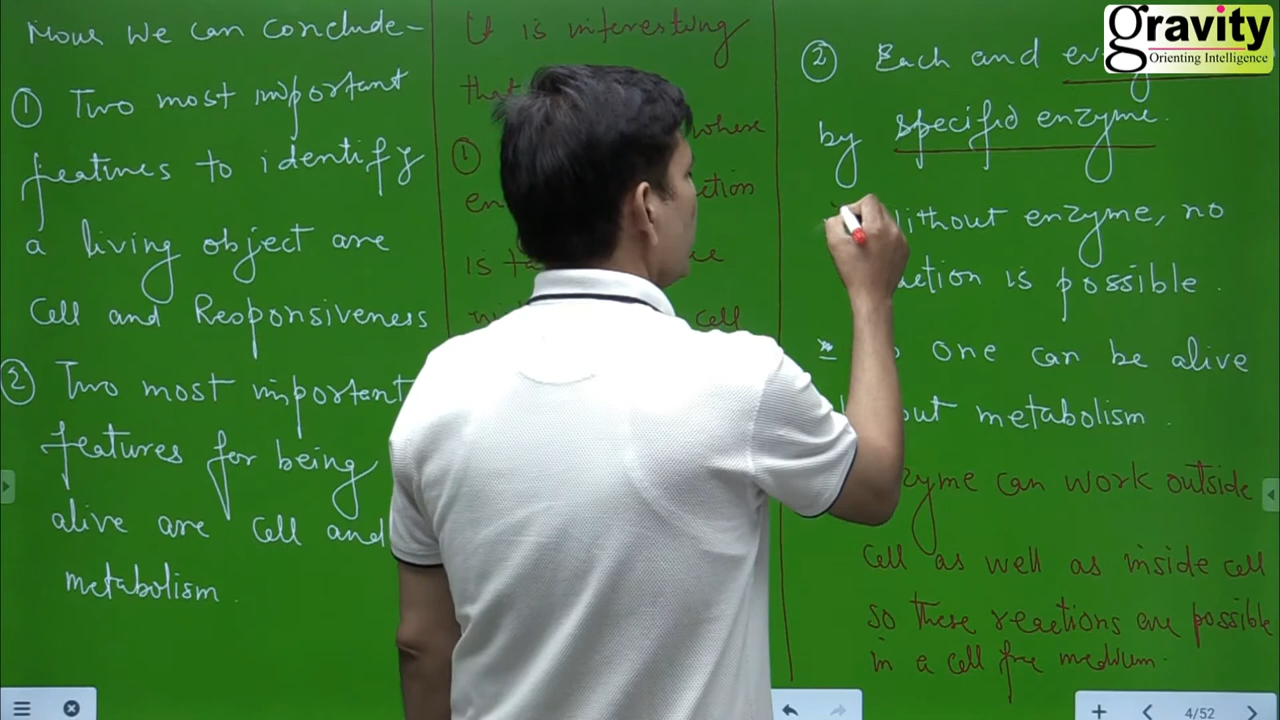 Now we can conclude-
① Two most important
features to identify
a living object are
Cell and Responsiveness
② Two most important
features for being
alive are cell and
metabolism.
It is interesting
that
① where
is
cell
② Each and
by specified enzyme.
without enzyme, no
is possible.
one can be alive
metabolism.
can work outside
cell as well as inside cell
so these reactions are possible
in a cell free medium.
gravity
Orienting Intelligence
4/52